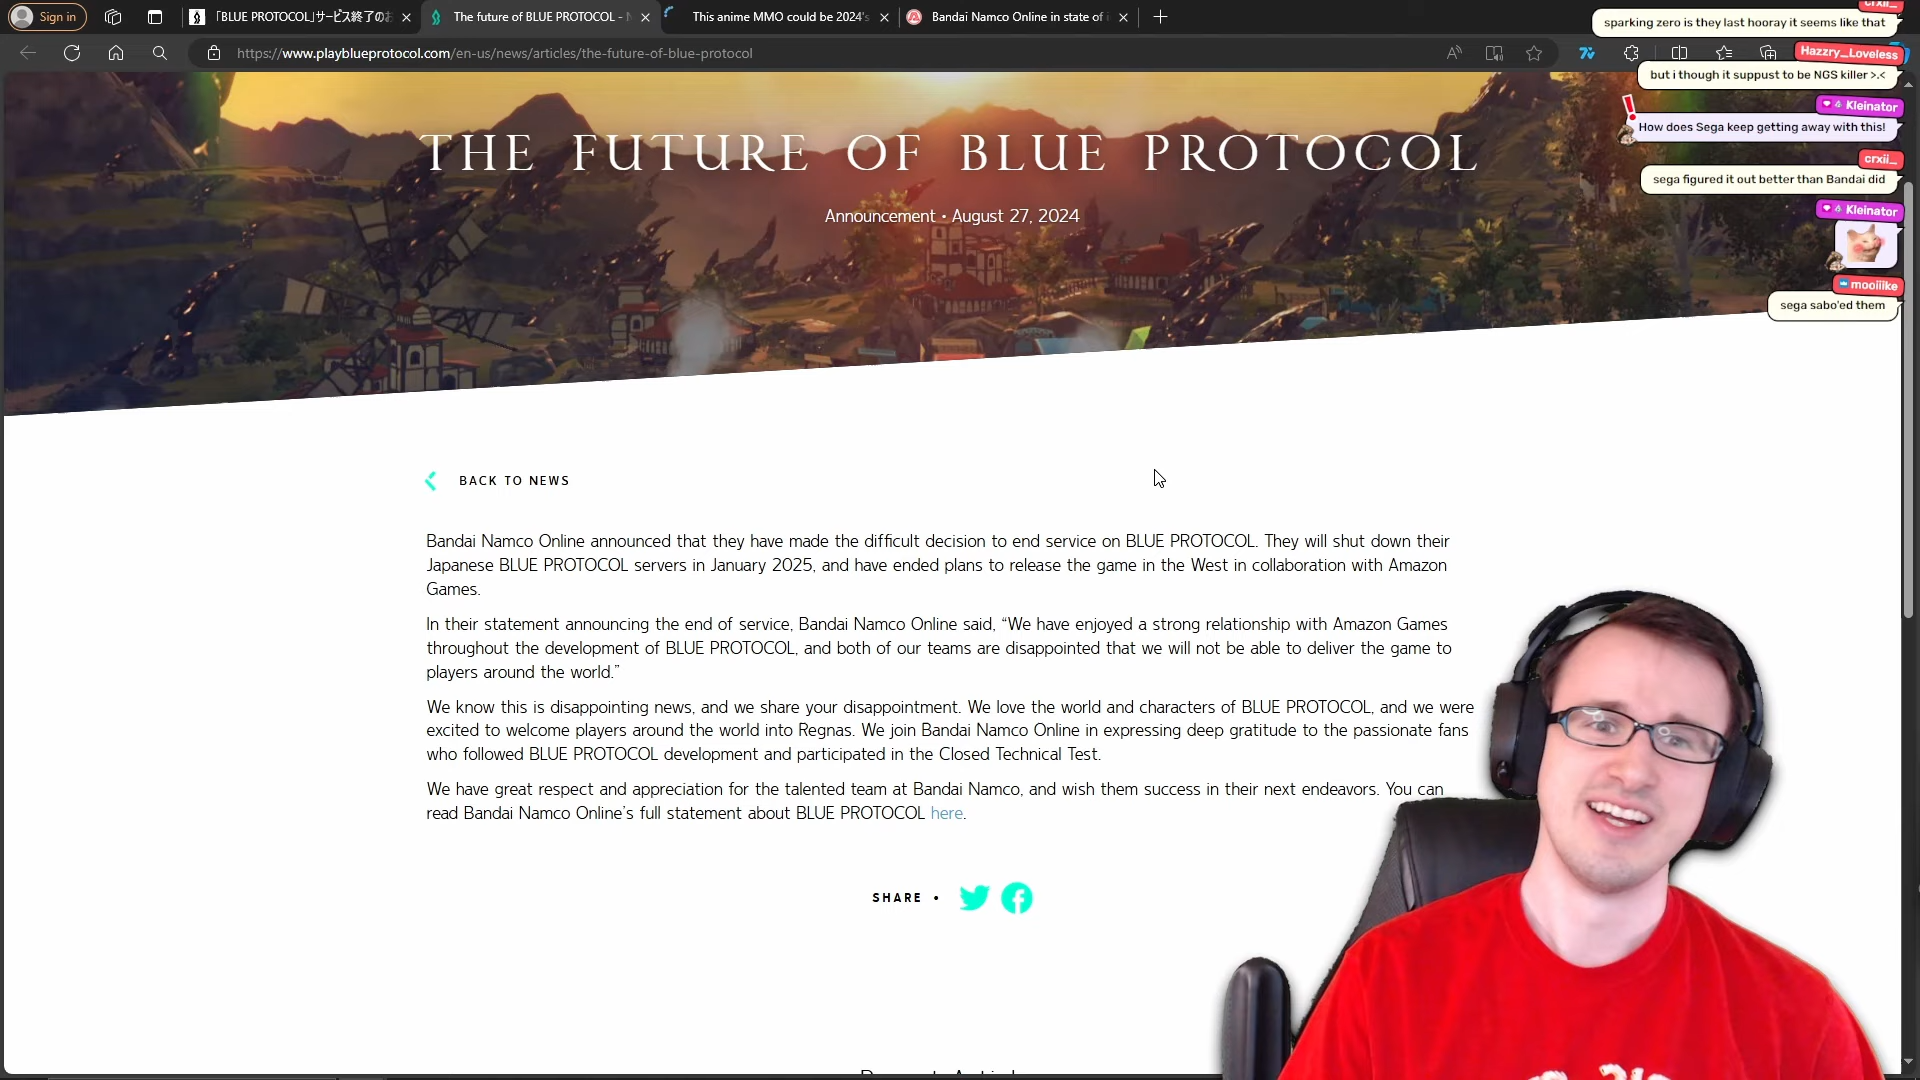 Sign in
「BLUE PROTOCOL」サービス終了のお
The future of BLUE PROTOCOL - N
This anime MMO could be 2024's
Bandai Namco Online in state of
https://www.playblueprotocol.com/en-us/news/articles/the-future-of-blue-protocol
crxii_
sparking zero is they last hooray it seems like that
Hazzry_Loveless
but i though it suppust to be NGS killer >.<
Kleinator
How does Sega keep getting away with this!
crxii_
sega figured it out better than Bandai did
Kleinator
mooiiike
sega sabo'ed them
THE FUTURE OF BLUE PROTOCOL
Announcement • August 27, 2024
BACK TO NEWS
Bandai Namco Online announced that they have made the difficult decision to end service on BLUE PROTOCOL. They will shut down their
Japanese BLUE PROTOCOL servers in January 2025, and have ended plans to release the game in the West in collaboration with Amazon
Games.
In their statement announcing the end of service, Bandai Namco Online said, “We have enjoyed a strong relationship with Amazon Games
throughout the development of BLUE PROTOCOL, and both of our teams are disappointed that we will not be able to deliver the game to
players around the world.”
We know this is disappointing news, and we share your disappointment. We love the world and characters of BLUE PROTOCOL, and we were
excited to welcome players around the world into Regnas. We join Bandai Namco Online in expressing deep gratitude to the passionate fans
who followed BLUE PROTOCOL development and participated in the Closed Technical Test.
We have great respect and appreciation for the talented team at Bandai Namco, and wish them success in their next endeavors. You can
read Bandai Namco Online’s full statement about BLUE PROTOCOL here.
SHARE •